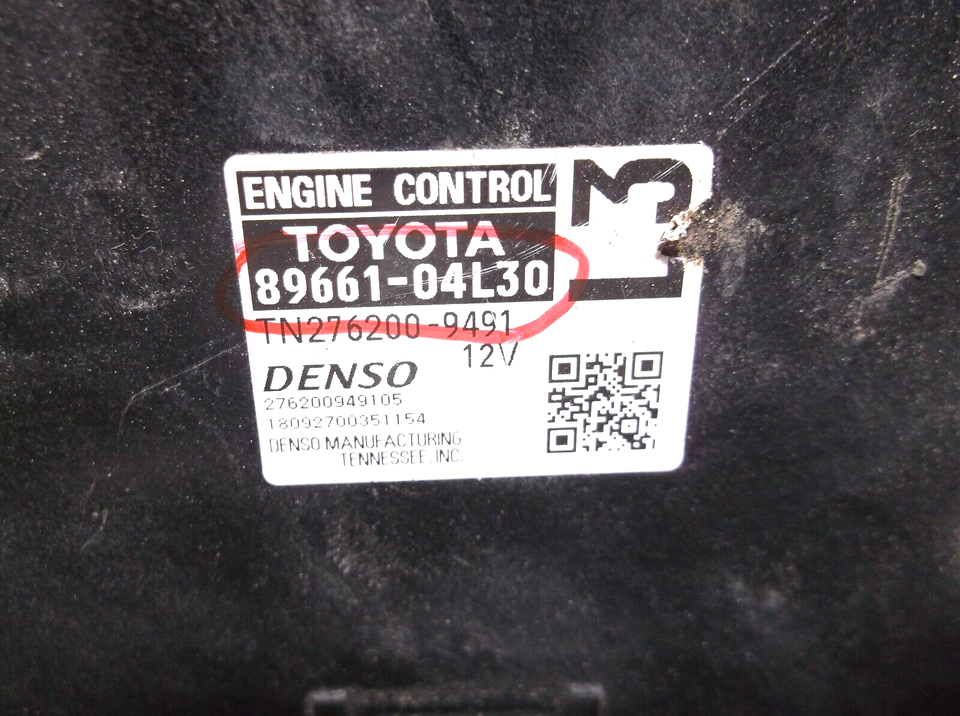 ENGINE CONTROL
TOYOTA
89661-04L30
TN276200-9491
12V
DENSO
276200949105
18092700351154
DENSO MANUFACTURING
TENNESSEE, INC.